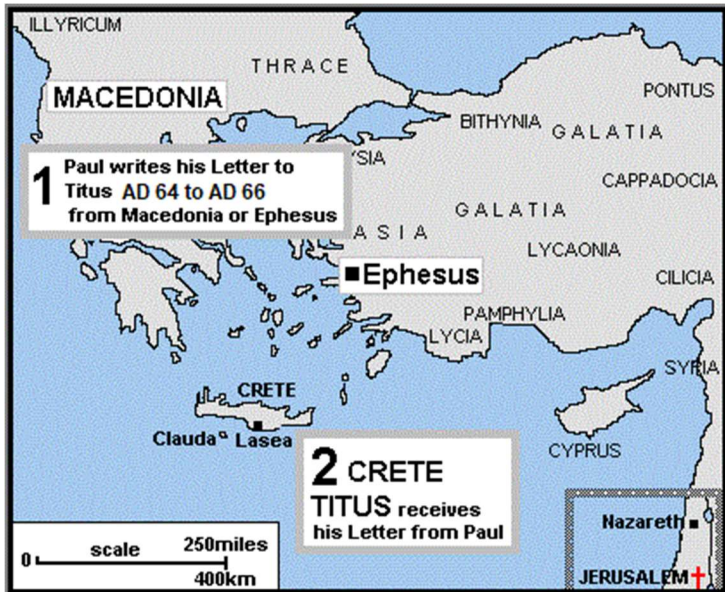 ILLYRICUM
THRACE
MACEDONIA
PONTUS
BITHYNIA
GALATIA
1 Paul writes his Letter to
Titus AD 64 to AD 66
from Macedonia or Ephesus
YSIA
CAPPADOCIA
GALATIA
ASIA
LYCAONIA
Ephesus
CILICIA
PAMPHYLIA
LYCIA
SYRIA
CRETE
Clauda Lasea
CYPRUS
2 CRETE
TITUS receives
his Letter from Paul
Nazareth
JERUSALEM
scale 250miles
0
400km